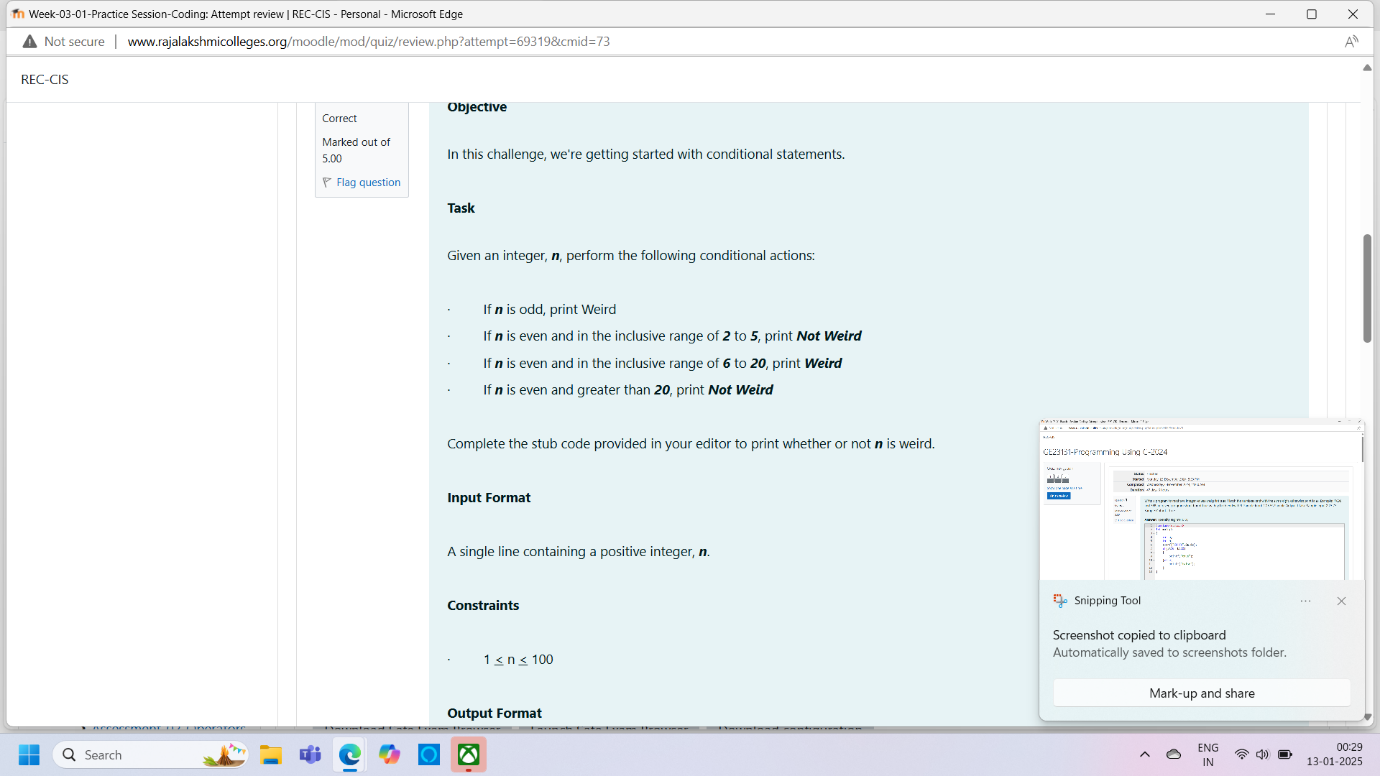 Week-03-01-Practice Session-Coding: Attempt review | REC-CIS - Personal - Microsoft Edge
Not secure | www.rajalakshmicolleges.org/moodle/mod/quiz/review.php?attempt=69319&cmid=73
REC-CIS
Correct
Marked out of
5.00
Flag question
Objective
In this challenge, we're getting started with conditional statements.
Task
Given an integer, n, perform the following conditional actions:
· If n is odd, print Weird
· If n is even and in the inclusive range of 2 to 5, print Not Weird
· If n is even and in the inclusive range of 6 to 20, print Weird
· If n is even and greater than 20, print Not Weird
Complete the stub code provided in your editor to print whether or not n is weird.
Input Format
A single line containing a positive integer, n.
Constraints
· 1 < n < 100
Output Format
CE23131-Programming Using C-2024
Snipping Tool
Screenshot copied to clipboard
Automatically saved to screenshots folder.
Mark-up and share
Search
ENG
IN
00:29
13-01-2025